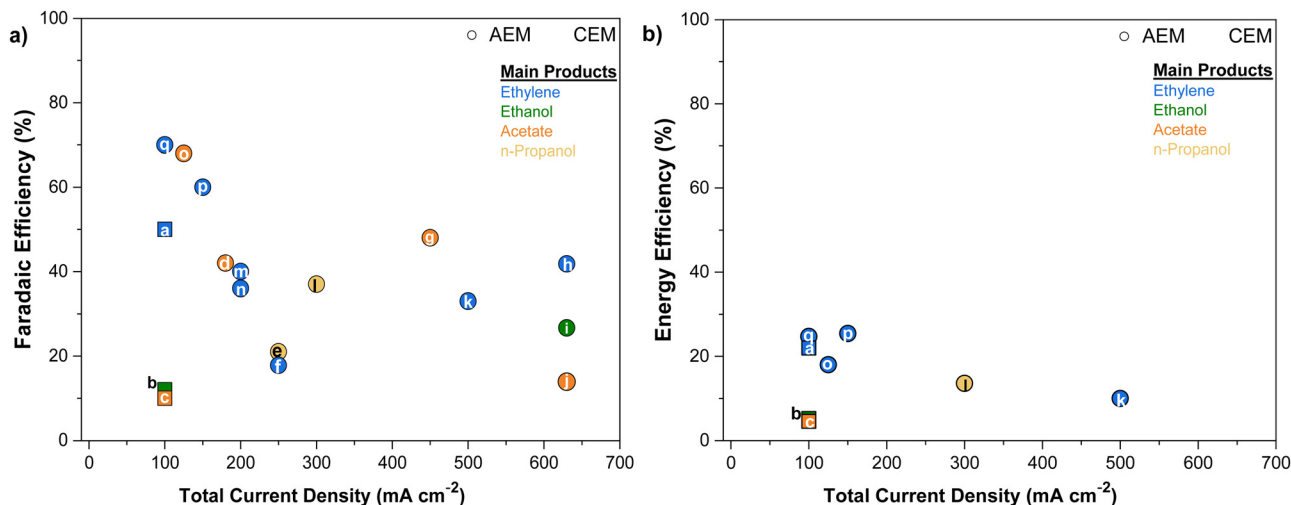 a)
AEM CEM
Main Products
Ethylene
Ethanol
Acetate
n-Propanol
Faradaic Efficiency (%)
100
80
60
40
20
0
q
o
p
a
d
m
n
l
g
k
h
i
j
e
f
b
c
0 100 200 300 400 500 600 700
Total Current Density (mA cm⁻²)
b)
AEM CEM
Main Products
Ethylene
Ethanol
Acetate
n-Propanol
Energy Efficiency (%)
100
80
60
40
20
0
q
a
p
o
l
k
b
c
0 100 200 300 400 500 600 700
Total Current Density (mA cm⁻²)